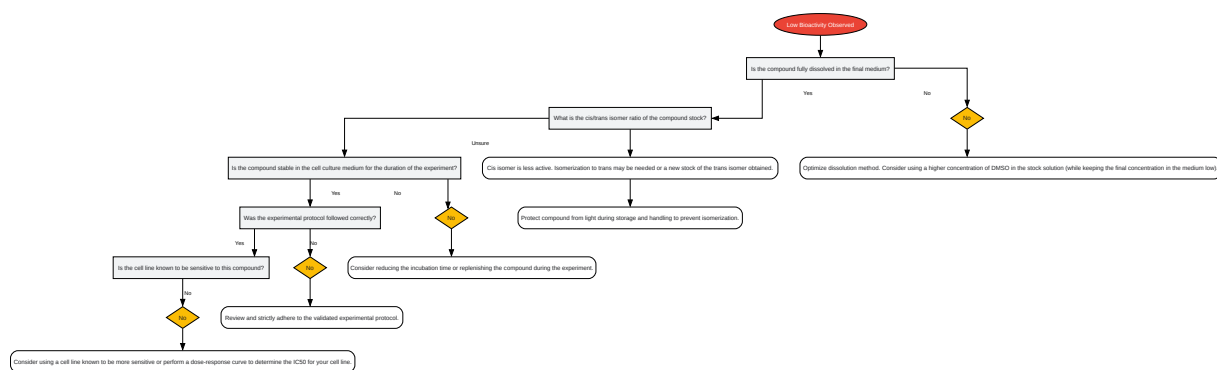 Low Bioactivity Observed
Is the compound fully dissolved in the final medium?
Yes
No
What is the cis/trans isomer ratio of the compound stock?
No
Unsure
Is the compound stable in the cell culture medium for the duration of the experiment?
Cis isomer is less active. Isomerization to trans may be needed or a new stock of the trans isomer obtained.
Optimize dissolution method. Consider using a higher concentration of DMSO in the stock solution (while keeping the final concentration in the medium low).
Yes
No
Was the experimental protocol followed correctly?
No
Protect compound from light during storage and handling to prevent isomerization.
Yes
No
Is the cell line known to be sensitive to this compound?
No
Consider reducing the incubation time or replenishing the compound during the experiment.
No
No
Review and strictly adhere to the validated experimental protocol.
Consider using a cell line known to be more sensitive or perform a dose-response curve to determine the IC50 for your cell line.